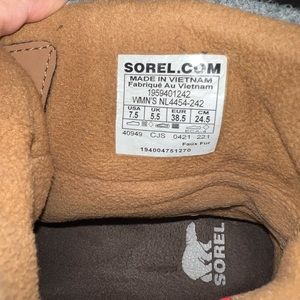 SOREL.COM
MADE IN VIETNAM
Fabriqué Au Vietnam
1959401242
WMN'S NL4454-242
USA UK EUR CM
7.5 5.5 38.5 24.5
40949 CJS 0421 221
Faux Fur
194004751270
SOREL